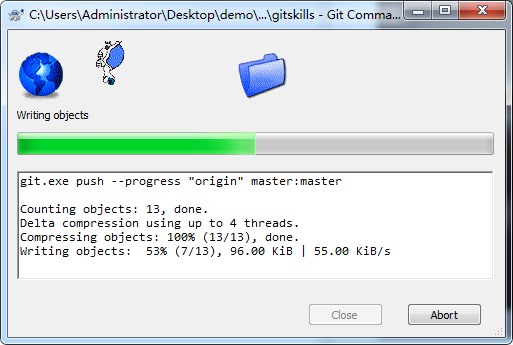 C:\Users\Administrator\Desktop\demo\...\gitskills - Git Comma...
Writing objects
git.exe push --progress "origin" master:master
Counting objects: 13, done.
Delta compression using up to 4 threads.
Compressing objects: 100% (13/13), done.
Writing objects:  53% (7/13), 96.00 KiB | 55.00 KiB/s
Close
Abort